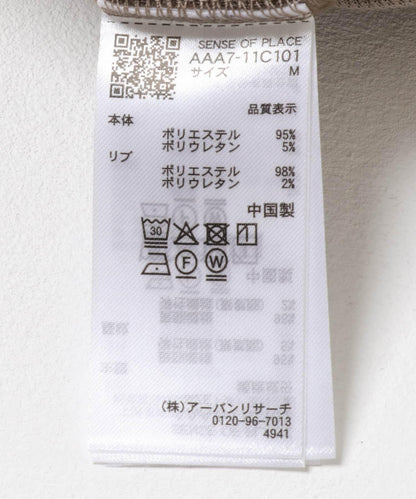 SENSE OF PLACE
AAA7-11C101
サイズ M
品質表示
本体
ポリエステル 95%
ポリウレタン 5%
リブ
ポリエステル 98%
ポリウレタン 2%
中国製
30
F W
(株)アーバンリサーチ
0120-96-7013
4941